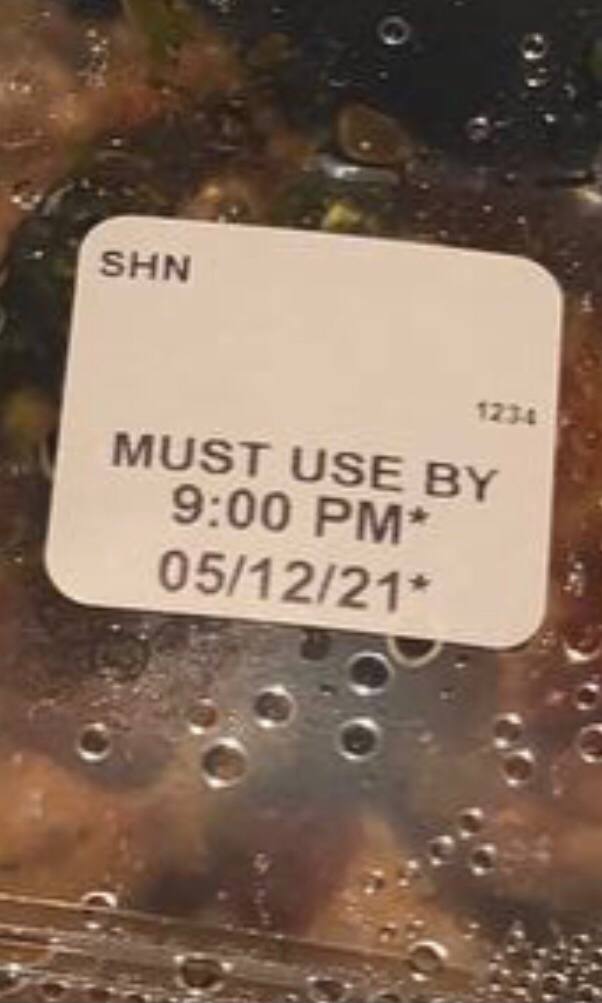 SHN
1234
MUST USE BY
9:00 PM*
05/12/21*